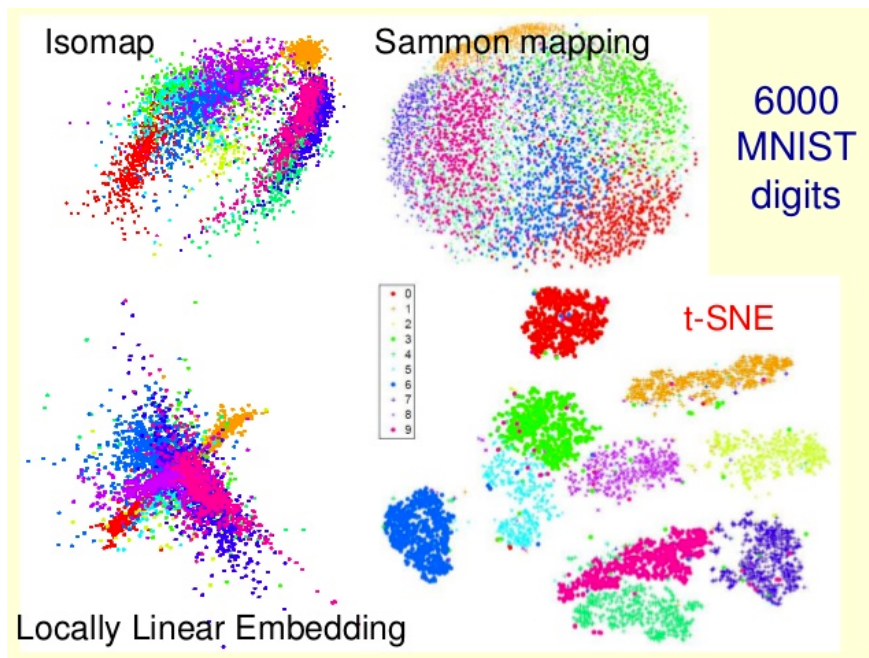 Isomap
Sammon mapping
6000
MNIST
digits
0
1
2
3
4
5
6
7
8
9
t-SNE
Locally Linear Embedding